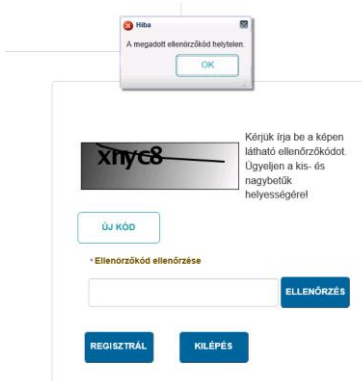 Hiba
A megadott ellenőrzőkód helytelen.
OK
xnyc8
Kérjük írja be a képen
látható ellenőrzőkódot.
Ügyeljen a kis- és
nagybetűk
helyességére!
ÚJ KÓD
* Ellenőrzőkód ellenőrzése
ELLENŐRZÉS
REGISZTRÁL
KILÉPÉS